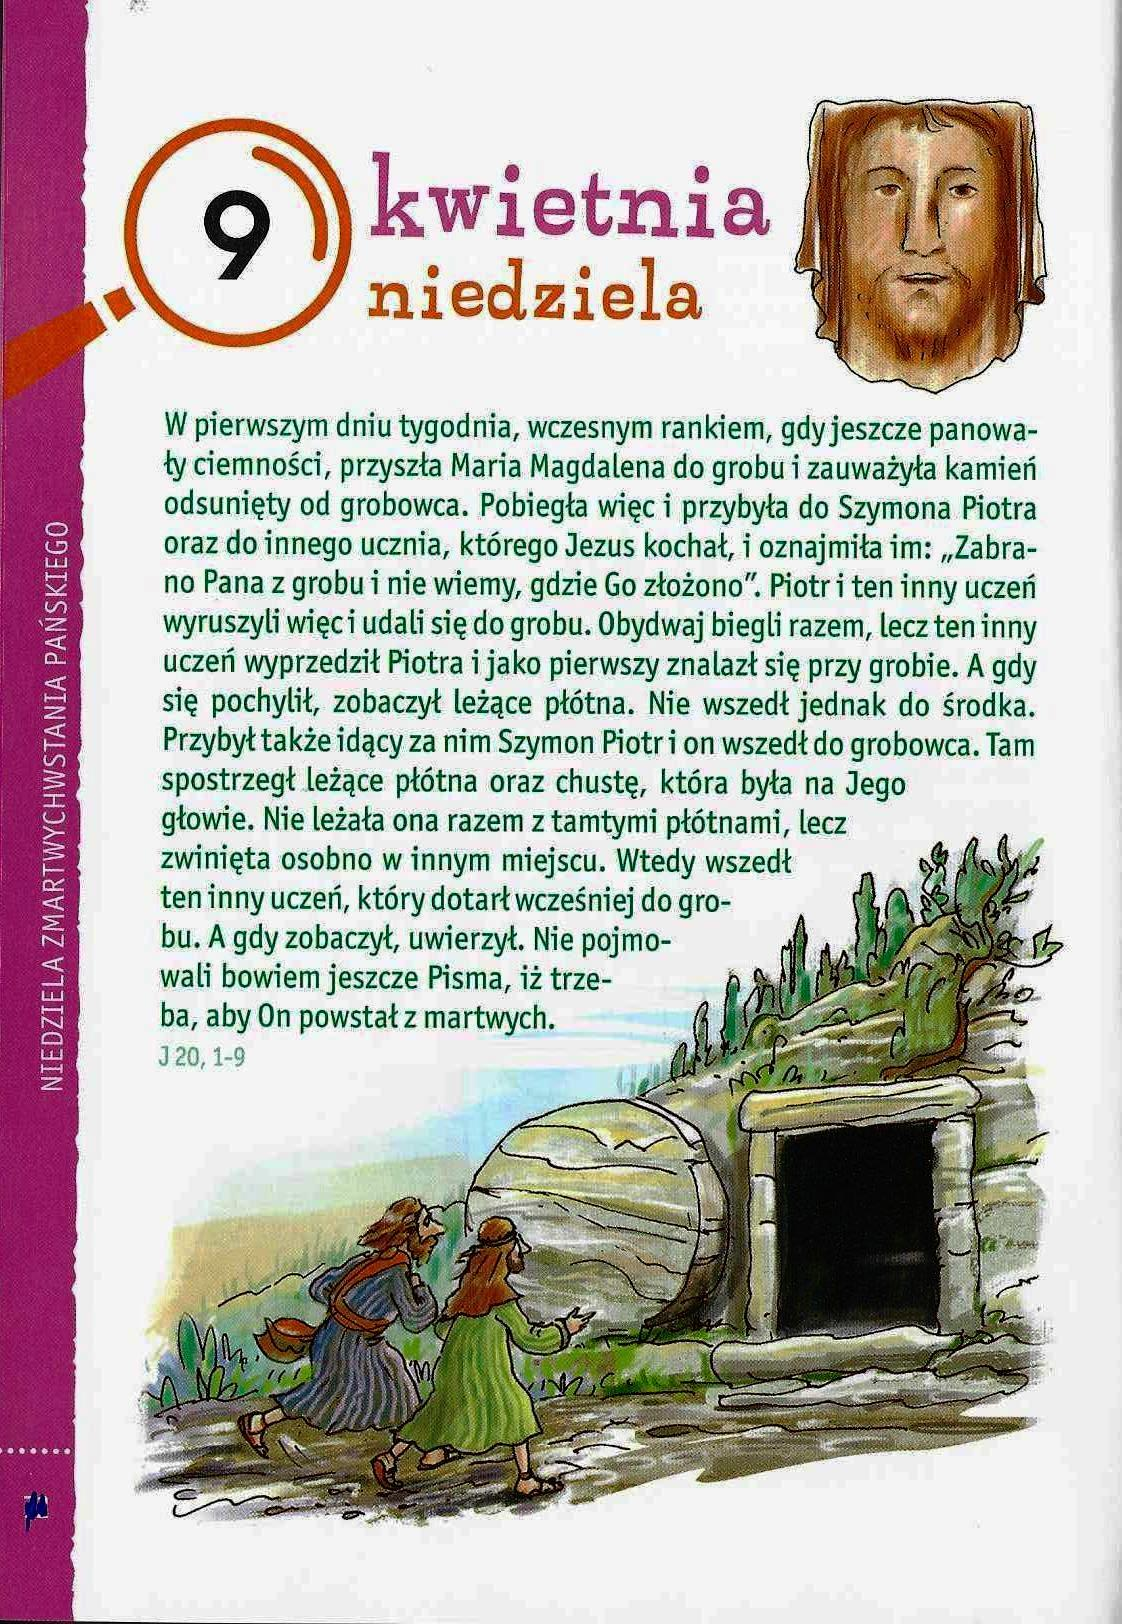 9
kwietnia
niedziela
W pierwszym dniu tygodnia, wczesnym rankiem, gdy jeszcze panowa-
ły ciemności, przyszła Maria Magdalena do grobu i zauważyła kamień
odsunięty od grobowca. Pobiegła więc i przybyła do Szymona Piotra
oraz do innego ucznia, którego Jezus kochał, i oznajmiła im: „Zabra-
no Pana z grobu i nie wiemy, gdzie Go złożono”. Piotr i ten inny uczeń
wyruszyli więc i udali się do grobu. Obydwaj biegli razem, lecz ten inny
uczeń wyprzedził Piotra i jako pierwszy znalazł się przy grobie. A gdy
się pochylił, zobaczył leżące płótna. Nie wszedł jednak do środka.
Przybył także idący za nim Szymon Piotr i on wszedł do grobowca. Tam
spostrzegł leżące płótna oraz chustę, która była na Jego
głowie. Nie leżała ona razem z tamtymi płótnami, lecz
zwinięta osobno w innym miejscu. Wtedy wszedł
ten inny uczeń, który dotarł wcześniej do gro-
bu. A gdy zobaczył, uwierzył. Nie pojmo-
wali bowiem jeszcze Pisma, iż trze-
ba, aby On powstał z martwych.
J 20, 1-9
NIEDZIELA ZMARTWYCHWSTANIA PAŃSKIEGO